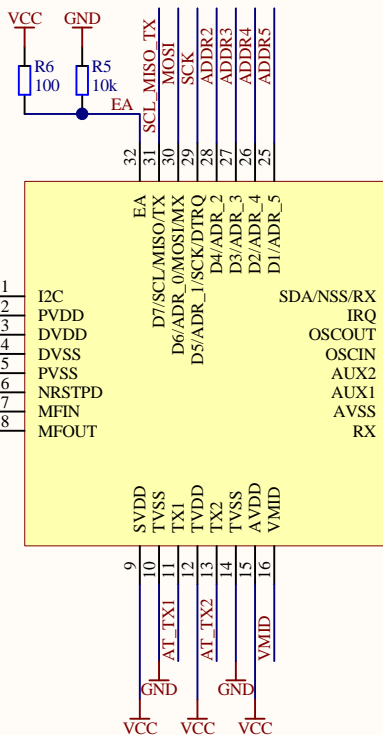 VCC
GND
R6
100
R5
10k
EA
SCL_MISO_TX
MOSI
SCK
ADDR2
ADDR3
ADDR4
ADDR5
32
31
30
29
28
27
26
25
EA
D7/SCL/MISO/TX
D6/ADR_0/MOSI/MX
D5/ADR_1/SCK/DTRQ
D4/ADR_2
D3/ADR_3
D2/ADR_4
D1/ADR_5
1 I2C
2 PVDD
3 DVDD
4 DVSS
5 PVSS
6 NRSTPD
7 MFIN
8 MFOUT
SDA/NSS/RX
IRQ
OSCOUT
OSCIN
AUX2
AUX1
AVSS
RX
SVDD
TVSS
TX1
TVDD
TX2
TVSS
AVDD
VMID
9
10
11
12
13
14
15
16
AT_TX1
AT_TX2
VMID
GND
GND
VCC
VCC
VCC